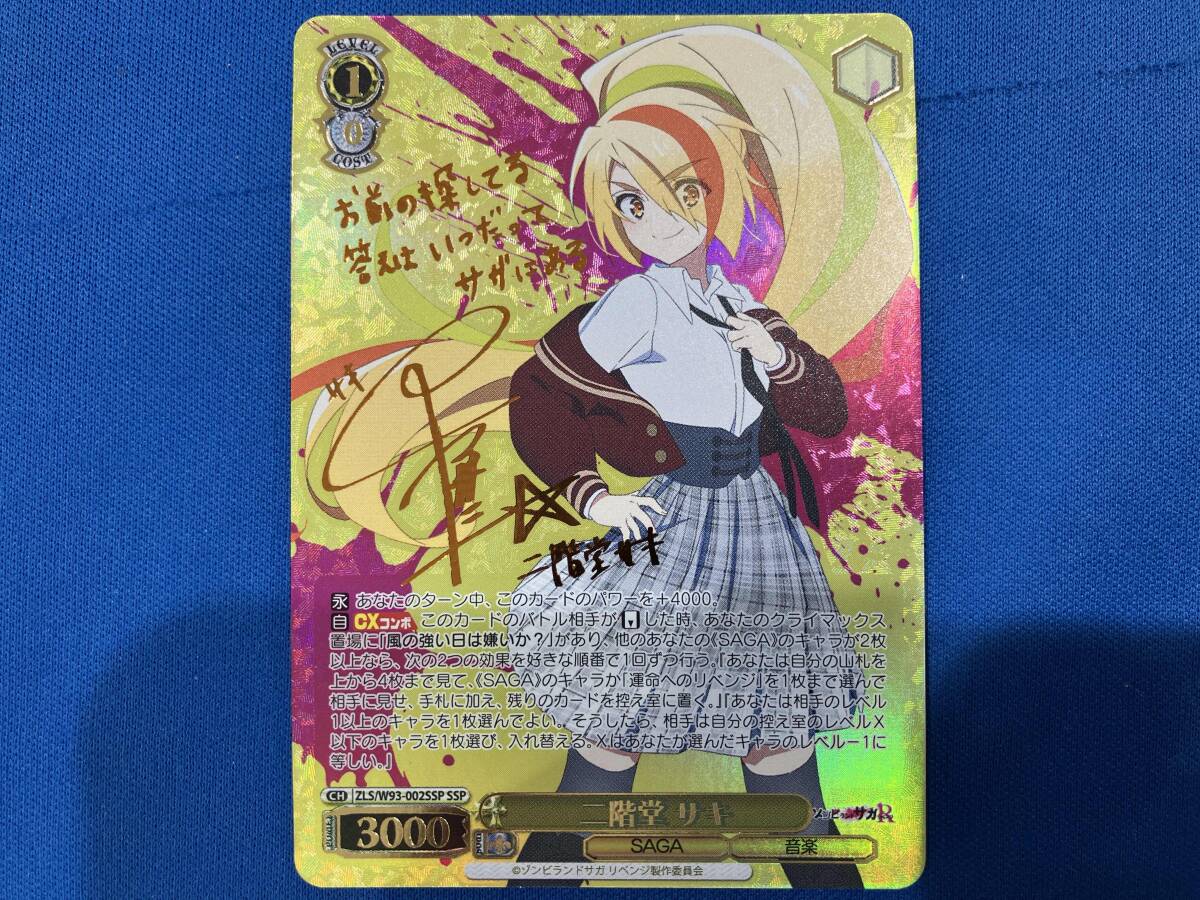 LEVEL
1
0
COST
お前の探してる
答えはいつだって
サガにある
サキ
二階堂サキ
永 あなたのターン中、このカードのパワーを+4000。
自 CXコンボ このカードのバトル相手が した時、あなたのクライマックス
置場に「風の強い日は嫌いか?」があり、他のあなたの《SAGA》のキャラが2枚
以上なら、次の2つの効果を好きな順番で1回ずつ行う。『あなたは自分の山札を
上から4枚まで見て、《SAGA》のキャラか「運命へのリベンジ」を1枚まで選んで
相手に見せ、手札に加え、残りのカードを控え室に置く。』『あなたは相手のレベル
1以上のキャラを1枚選んでよい。そうしたら、相手は自分の控え室のレベルX
以下のキャラを1枚選び、入れ替える。Xはあなたが選んだキャラのレベル-1に
等しい。』
CH ZLS/W93-002SSP SSP
POWER 3000
二階堂 サキ
ゾンビランドサガR
SAGA 音楽
©ゾンビランドサガ リベンジ製作委員会